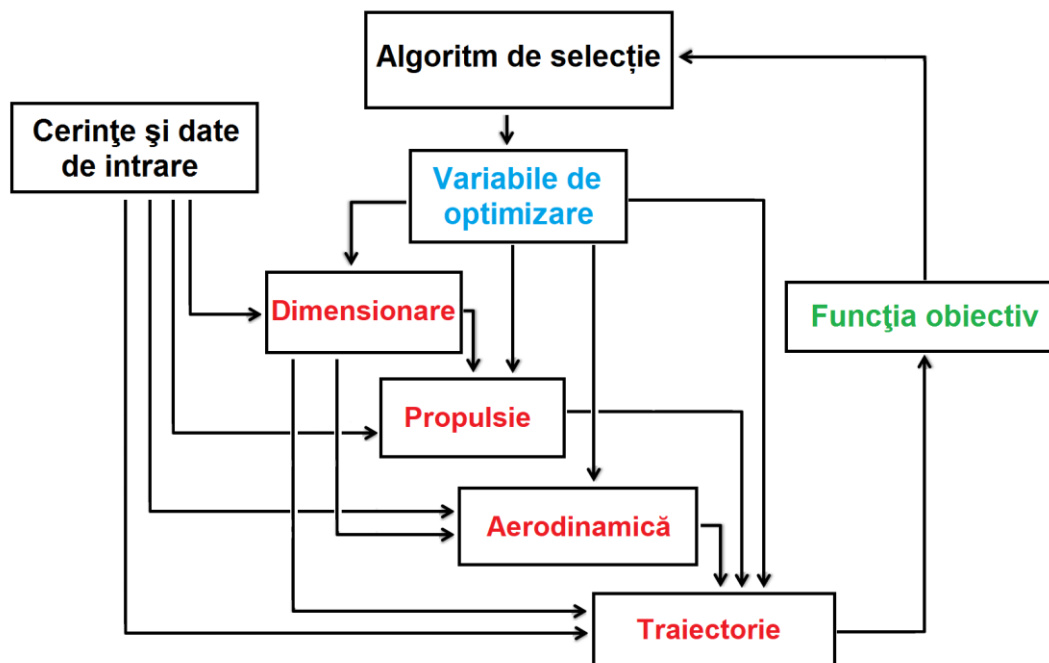 Algoritm de selecție
Cerinţe şi date
de intrare
Variabile de
optimizare
Dimensionare
Funcţia obiectiv
Propulsie
Aerodinamică
Traiectorie